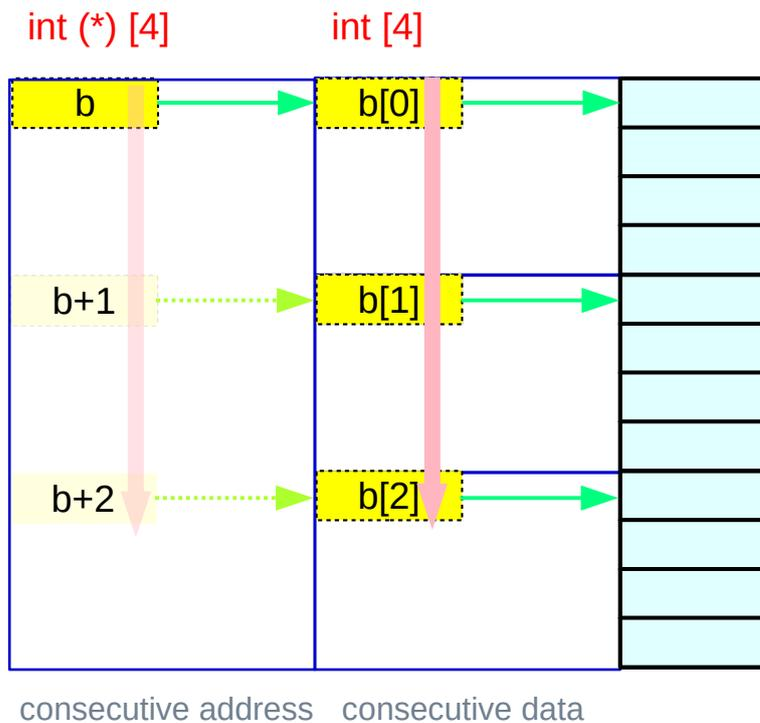 int (*) [4] int [4]
b b[0]
b+1 b[1]
b+2 b[2]
consecutive address consecutive data